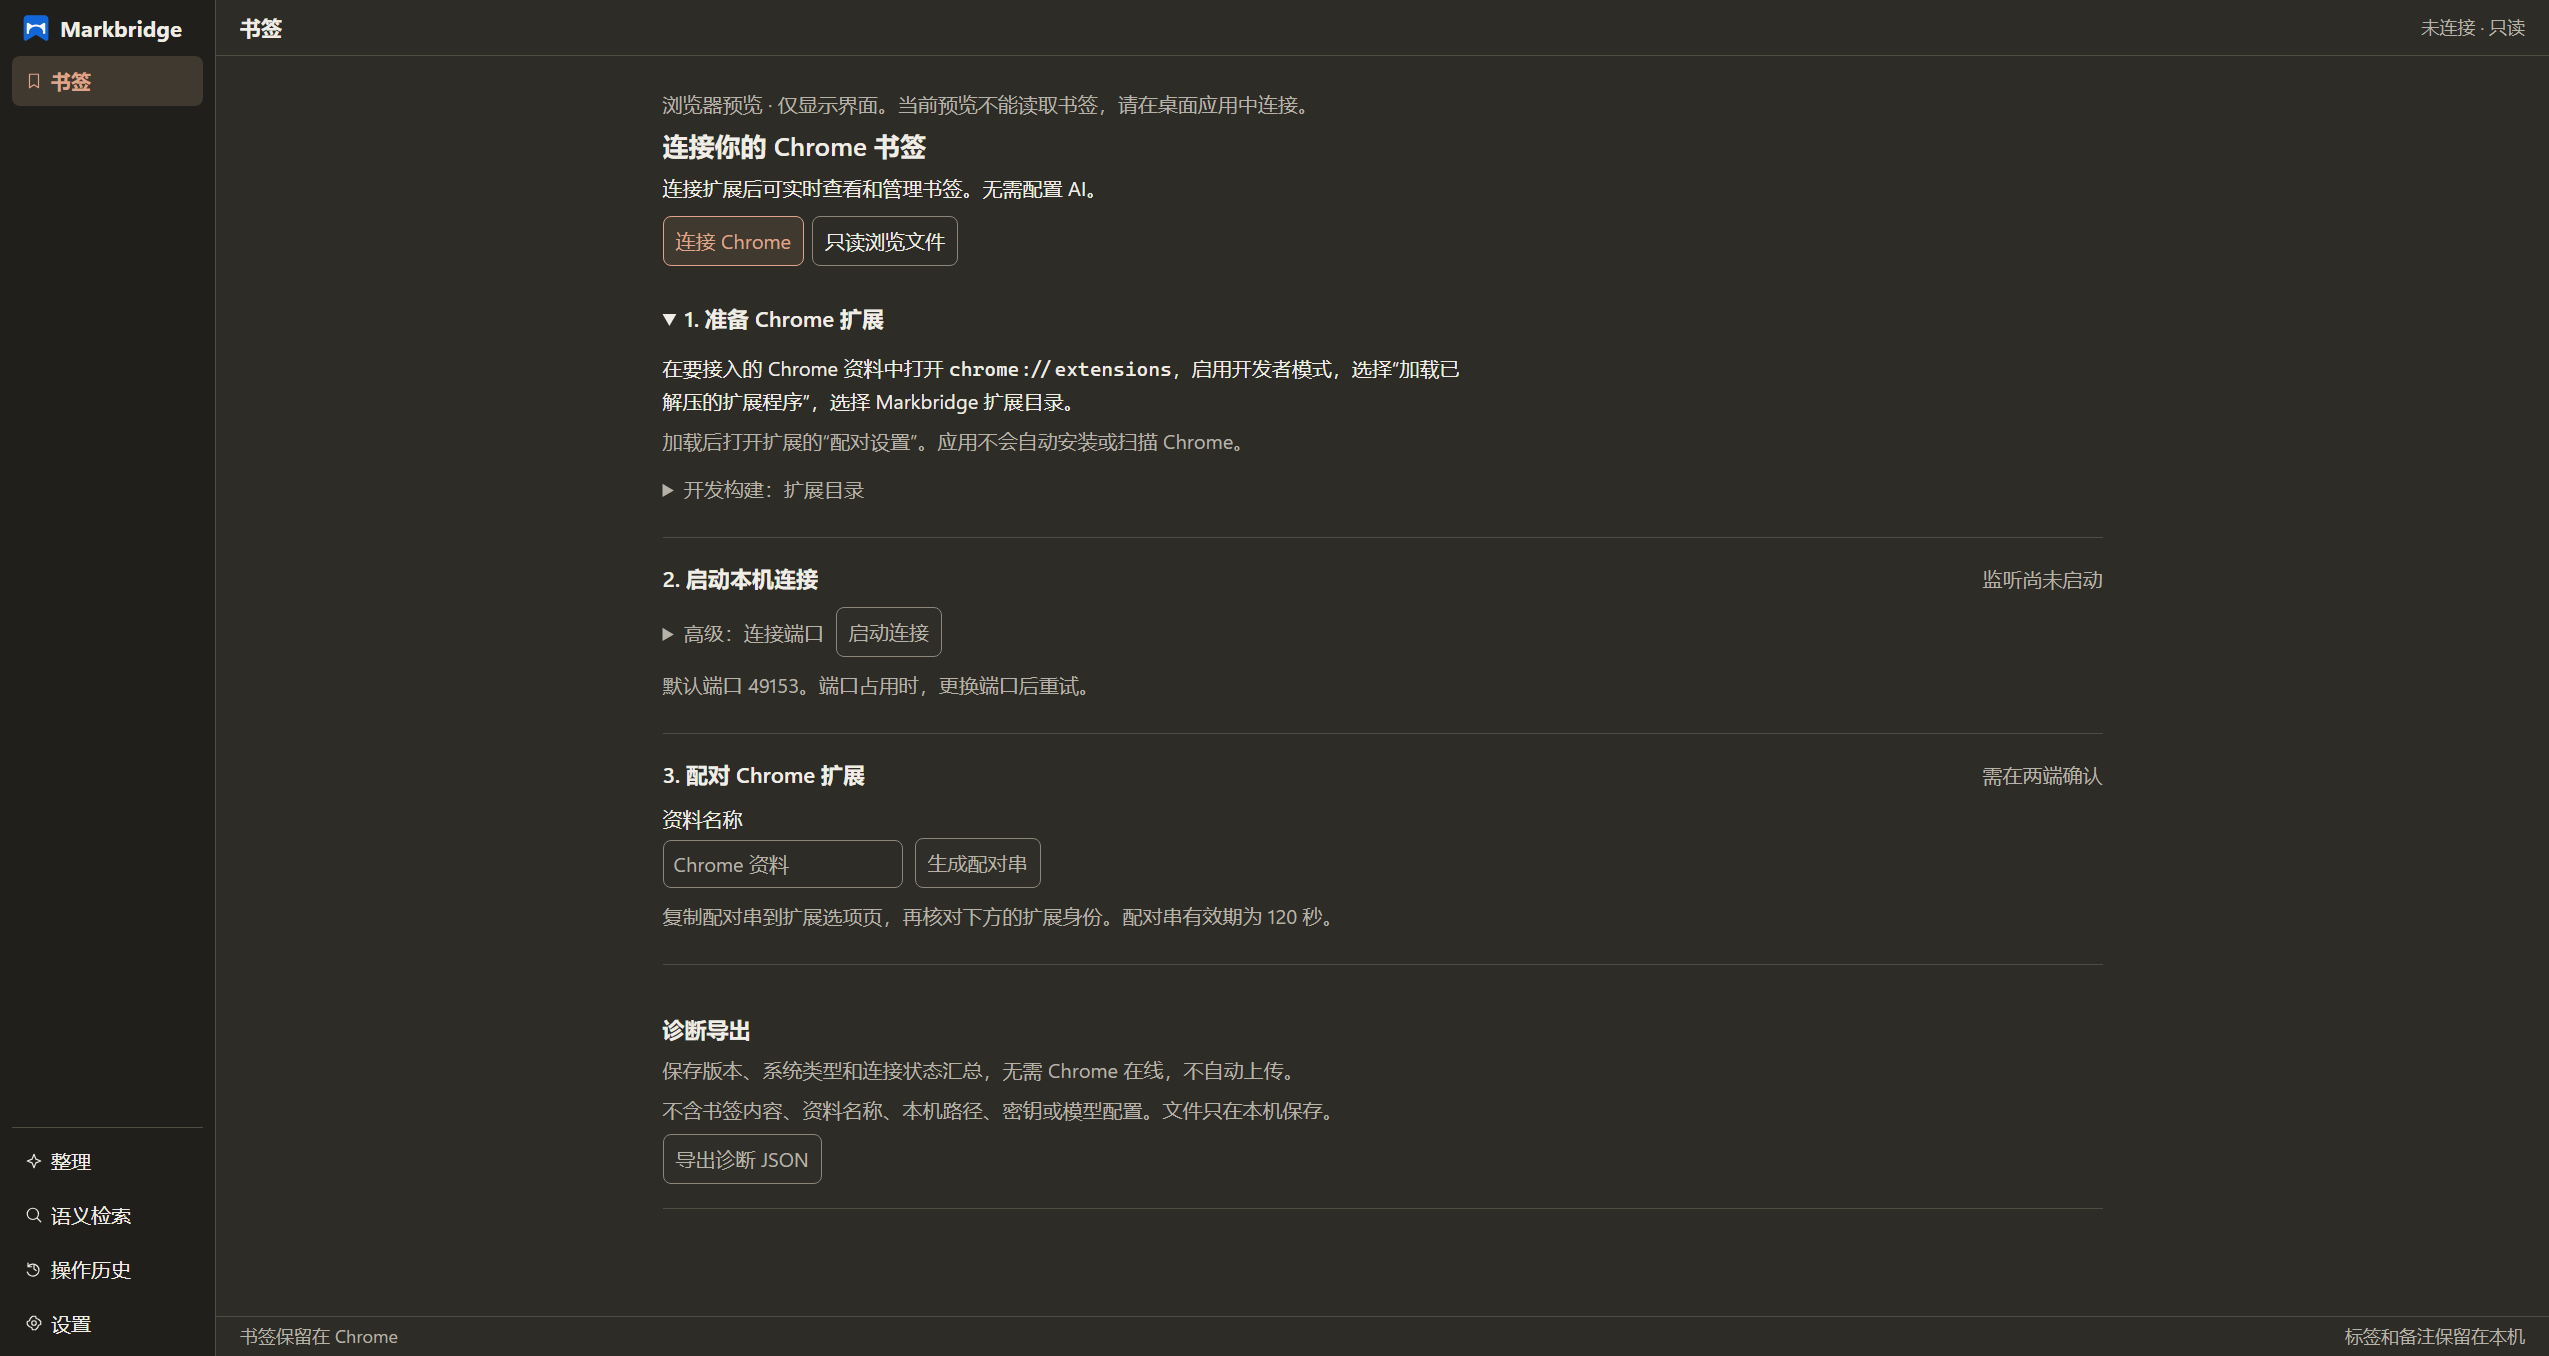 Markbridge
书签
整理
语义检索
操作历史
设置
书签
未连接 · 只读
浏览器预览 · 仅显示界面。当前预览不能读取书签，请在桌面应用中连接。
连接你的 Chrome 书签
连接扩展后可实时查看和管理书签。无需配置 AI。
连接 Chrome
只读浏览文件
▼ 1. 准备 Chrome 扩展
在要接入的 Chrome 资料中打开 chrome://extensions，启用开发者模式，选择“加载已
解压的扩展程序”，选择 Markbridge 扩展目录。
加载后打开扩展的“配对设置”。应用不会自动安装或扫描 Chrome。
▶ 开发构建：扩展目录
2. 启动本机连接
监听尚未启动
▶ 高级：连接端口
启动连接
默认端口 49153。端口占用时，更换端口后重试。
3. 配对 Chrome 扩展
需在两端确认
资料名称
Chrome 资料
生成配对串
复制配对串到扩展选项页，再核对下方的扩展身份。配对串有效期为 120 秒。
诊断导出
保存版本、系统类型和连接状态汇总，无需 Chrome 在线，不自动上传。
不含书签内容、资料名称、本机路径、密钥或模型配置。文件只在本机保存。
导出诊断 JSON
书签保留在 Chrome
标签和备注保留在本机